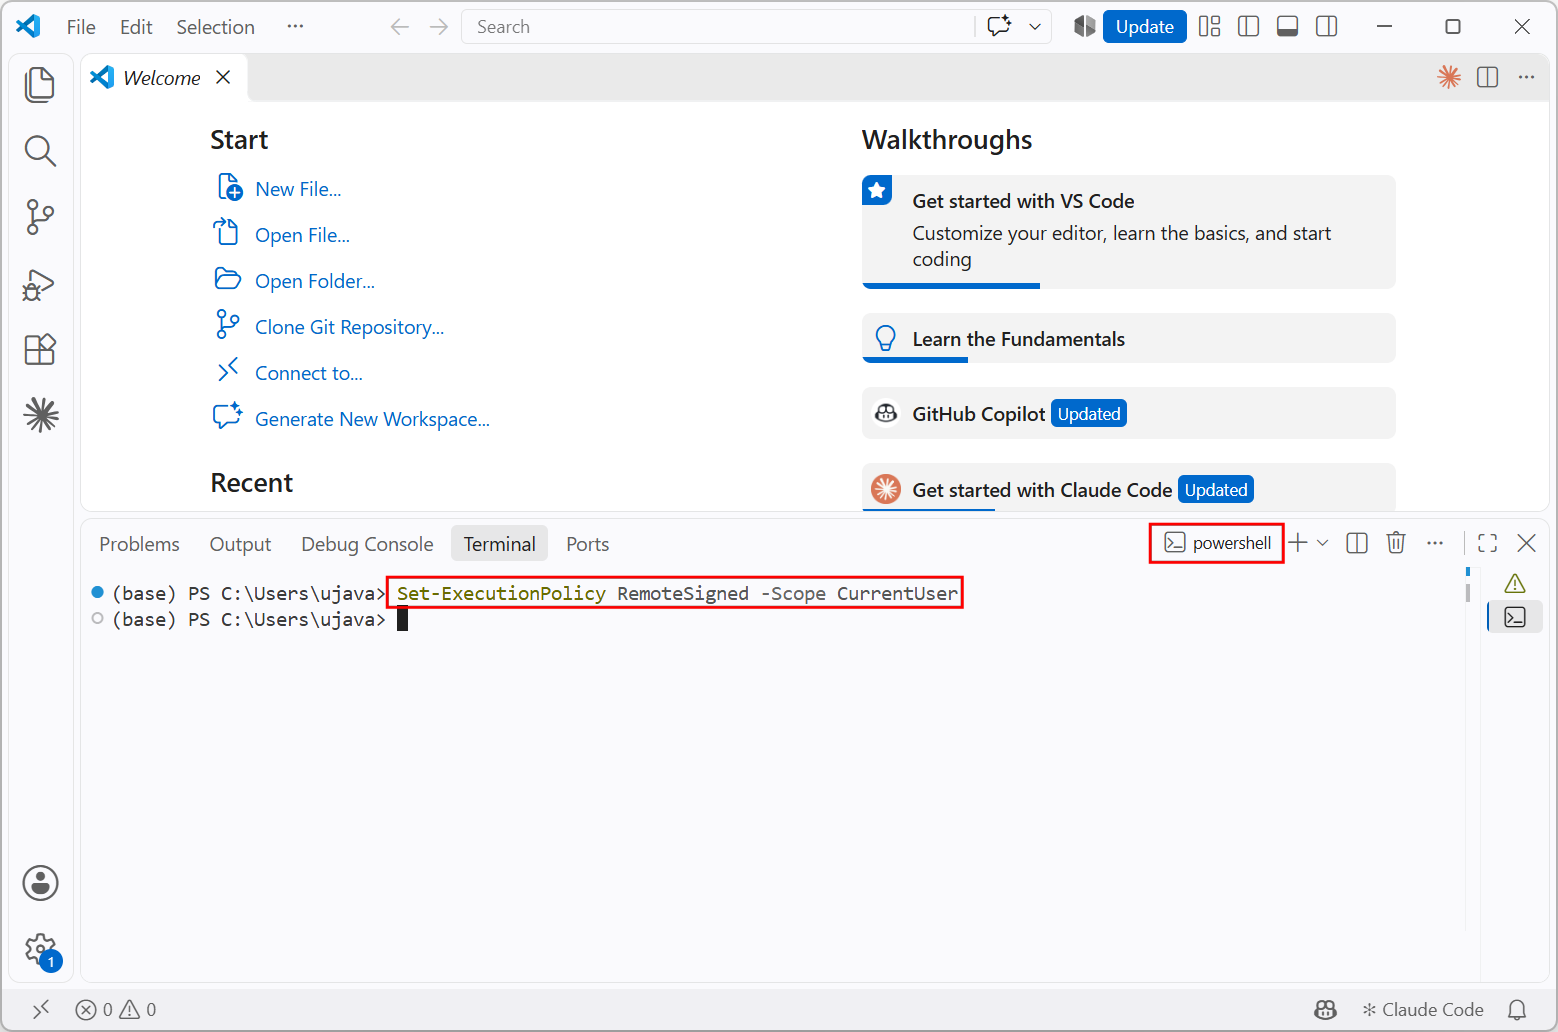 File Edit Selection ··· Search Update
Welcome
Start
New File...
Open File...
Open Folder...
Clone Git Repository...
Connect to...
Generate New Workspace...
Recent
Walkthroughs
Get started with VS Code
Customize your editor, learn the basics, and start
coding
Learn the Fundamentals
GitHub Copilot Updated
Get started with Claude Code Updated
Problems Output Debug Console Terminal Ports powershell
(base) PS C:\Users\ujava> Set-ExecutionPolicy RemoteSigned -Scope CurrentUser
(base) PS C:\Users\ujava>
1
0 0 Claude Code